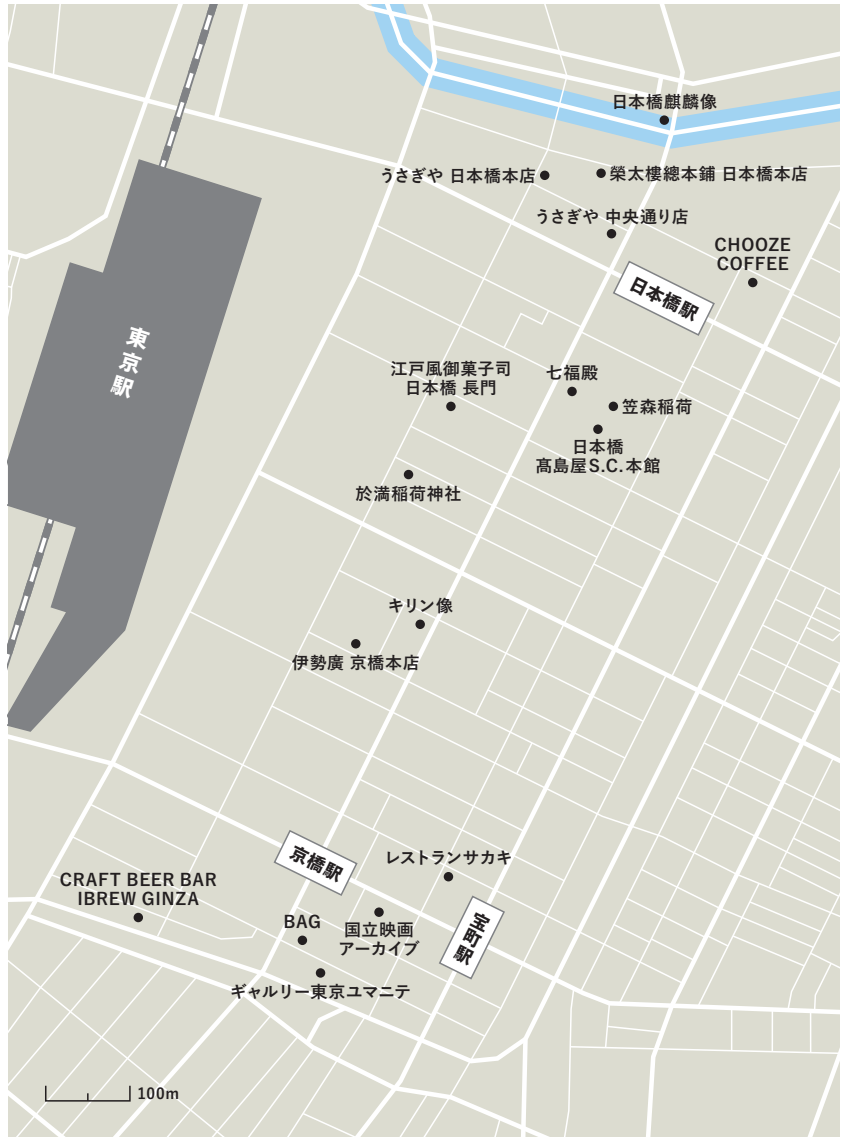 日本橋麒麟像
うさぎや 日本橋本店
榮太樓總本鋪 日本橋本店
うさぎや 中央通り店
CHOOZE
COFFEE
日本橋駅
東京駅
江戸風御菓子司
日本橋 長門
七福殿
笠森稲荷
日本橋
髙島屋S.C.本館
於満稲荷神社
キリン像
伊勢廣 京橋本店
京橋駅
レストランサカキ
CRAFT BEER BAR
IBREW GINZA
BAG
国立映画
アーカイブ
宝町駅
ギャルリー東京ユマニテ
100m